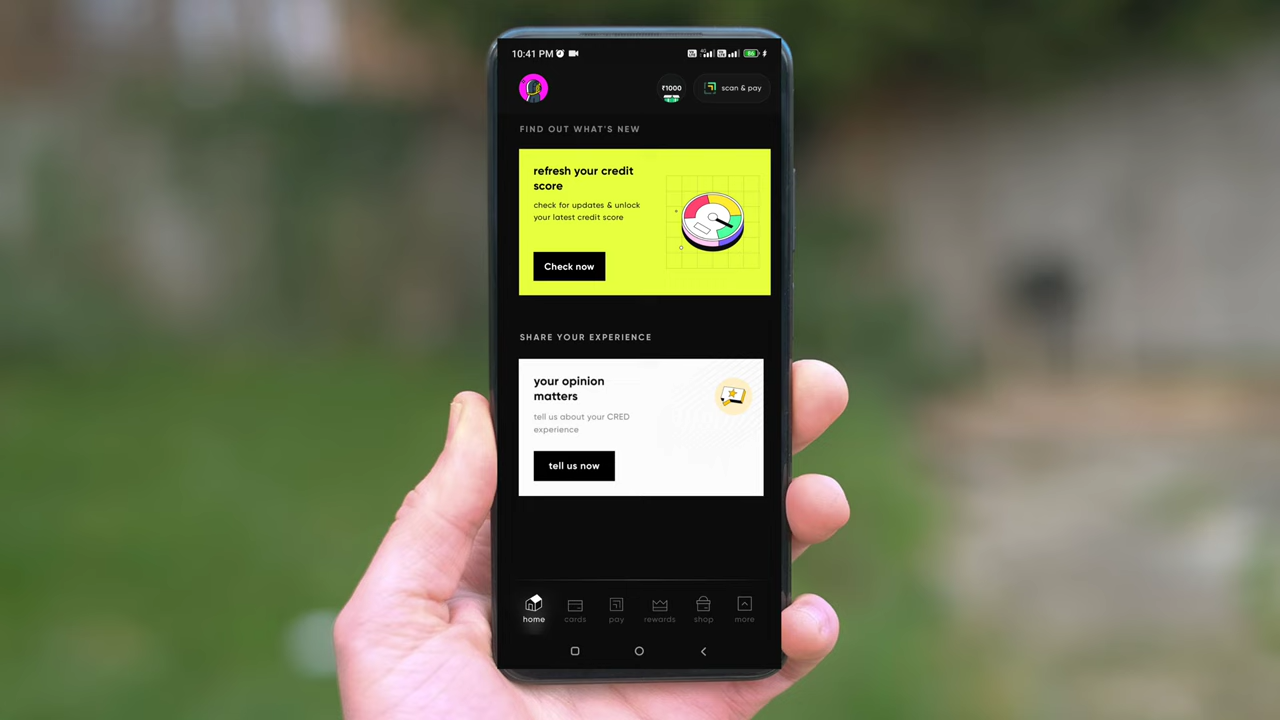 10:41 PM
86
₹1000
scan & pay
FIND OUT WHAT'S NEW
refresh your credit
score
check for updates & unlock
your latest credit score
Check now
SHARE YOUR EXPERIENCE
your opinion
matters
tell us about your CRED
experience
tell us now
home cards pay rewards shop more